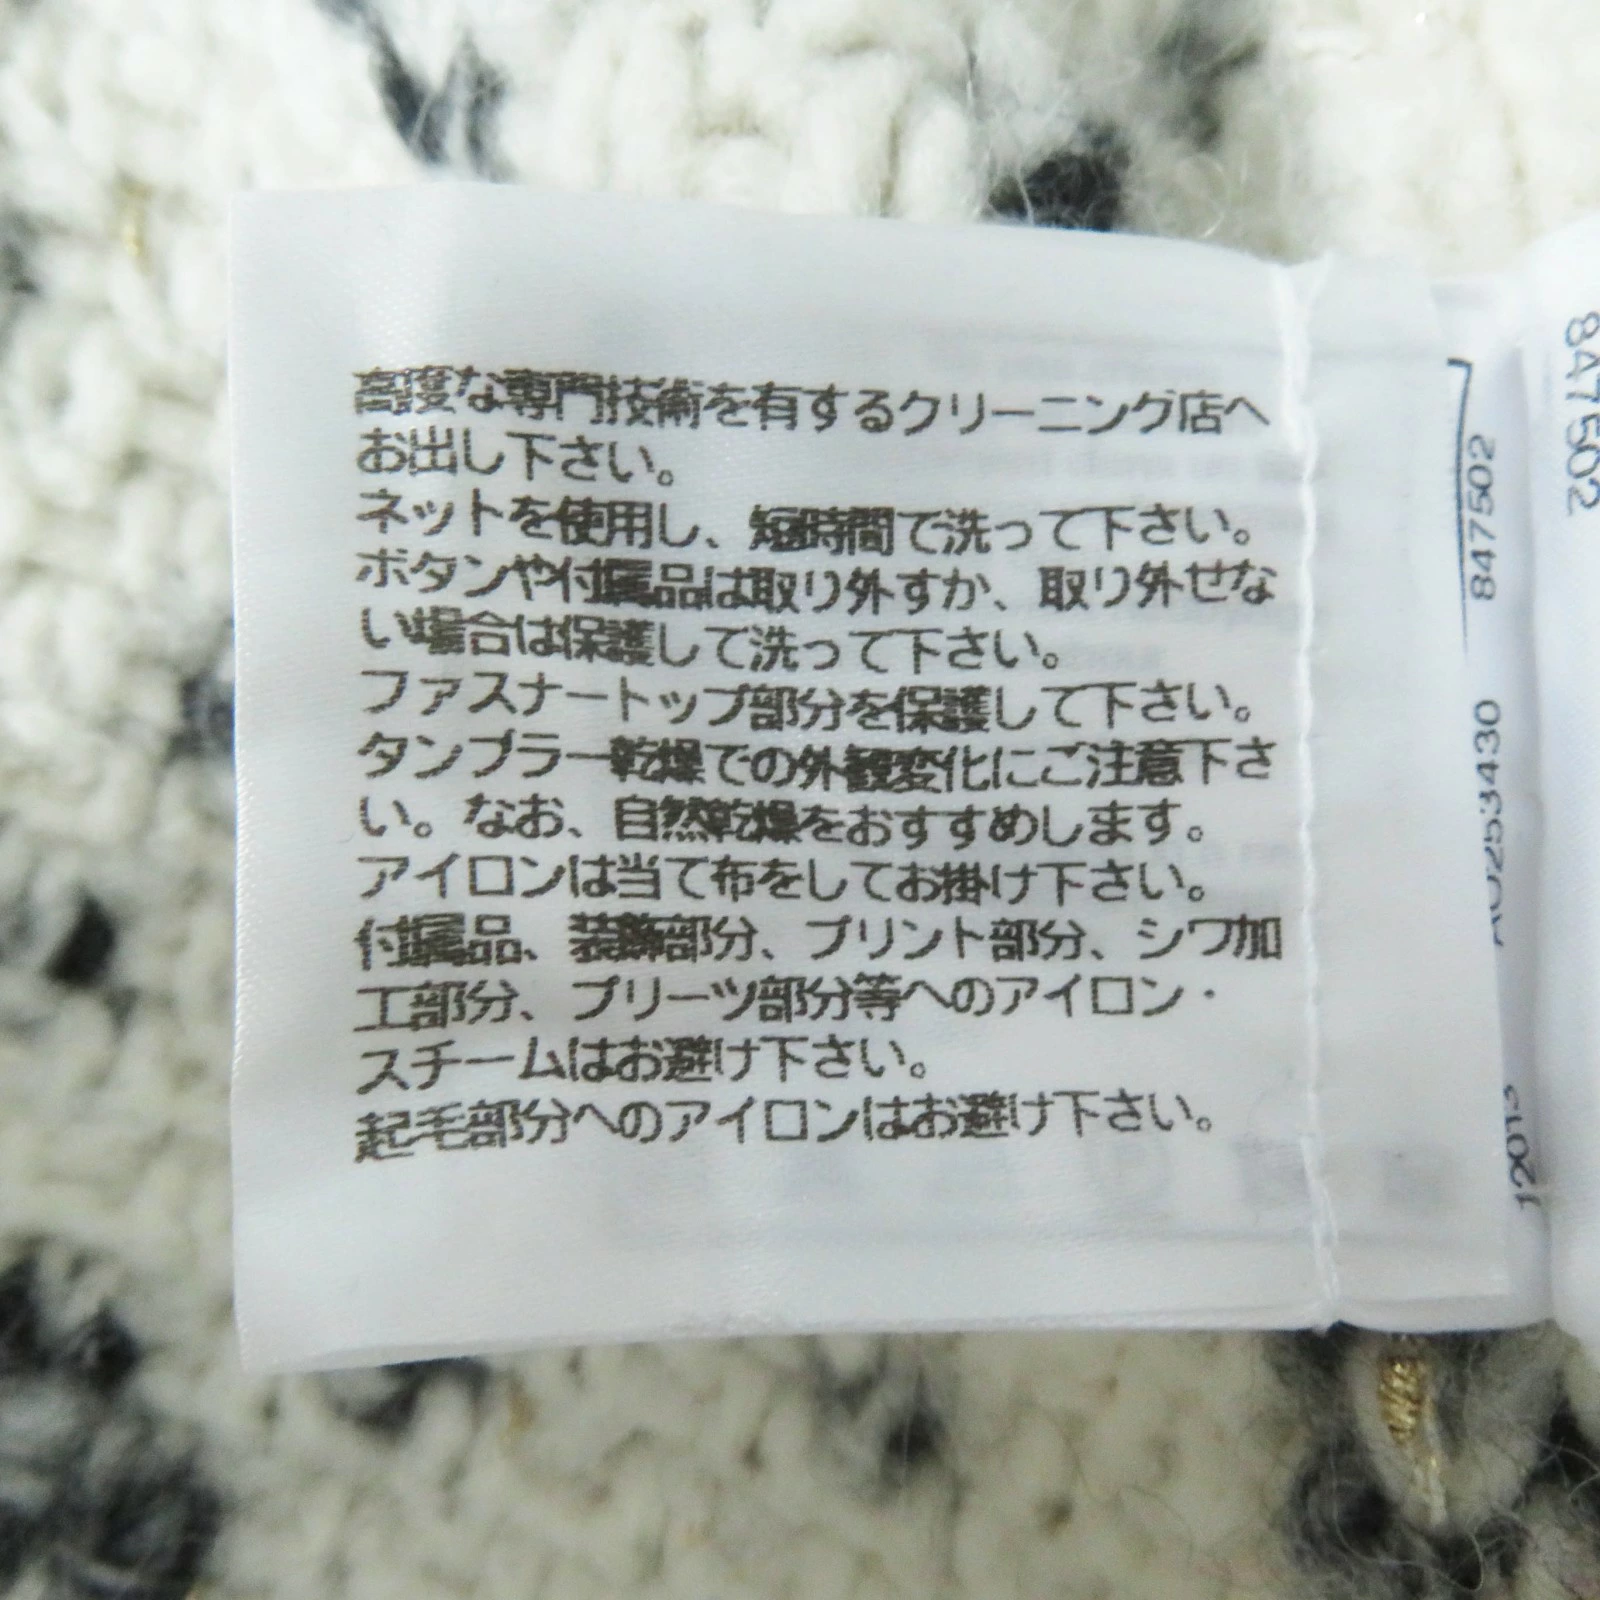 高度な専門技術を有するクリーニング店へ
お出し下さい。
ネットを使用し、短時間で洗って下さい。
ボタンや付属品は取り外すか、取り外せな
い場合は保護して洗って下さい。
ファスナートップ部分を保護して下さい。
タンブラー乾燥での外観変化にご注意下さ
い。なお、自然乾燥をおすすめします。
アイロンは当て布をしてお掛け下さい。
付属品、装飾部分、プリント部分、シワ加
工部分、プリーツ部分等へのアイロン・
スチームはお避け下さい。
起毛部分へのアイロンはお避け下さい。
847502
847502